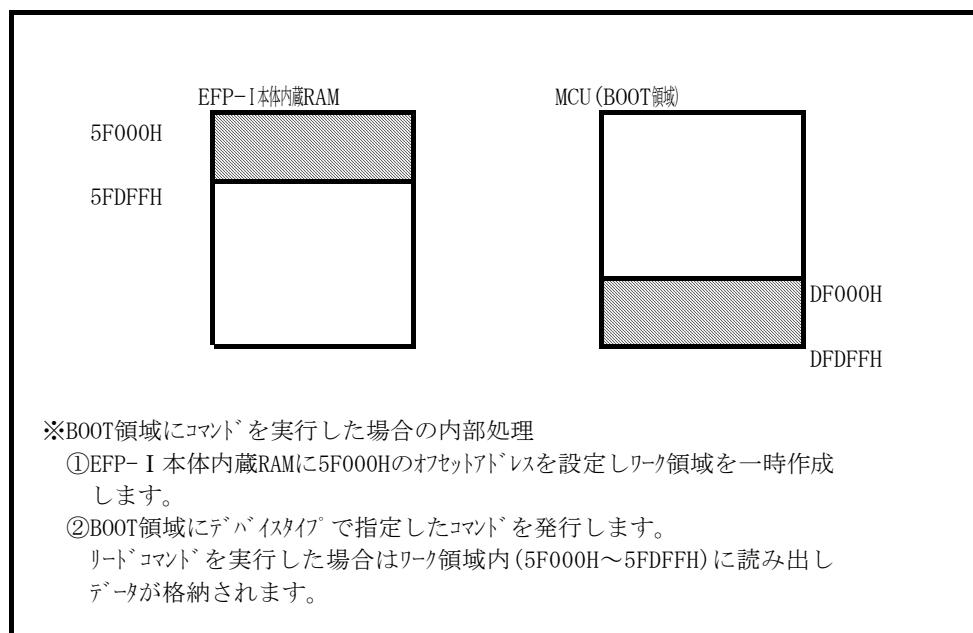 EFP-Ⅰ本体内蔵RAM
MCU(BOOT領域)
5F000H
5FDFFH
DF000H
DFDFFH
※BOOT領域にｺﾏﾝﾄﾞを実行した場合の内部処理
①EFP-Ⅰ本体内蔵RAMに5F000Hのｵﾌｾｯﾄｱﾄﾞﾚｽを設定しﾜｰｸ領域を一時作成
します。
②BOOT領域にﾃﾞﾊﾞｲｽﾀｲﾌﾟで指定したｺﾏﾝﾄﾞを発行します。
ﾘｰﾄﾞｺﾏﾝﾄﾞを実行した場合はﾜｰｸ領域内(5F000H～5FDFFH)に読み出し
ﾃﾞｰﾀが格納されます。